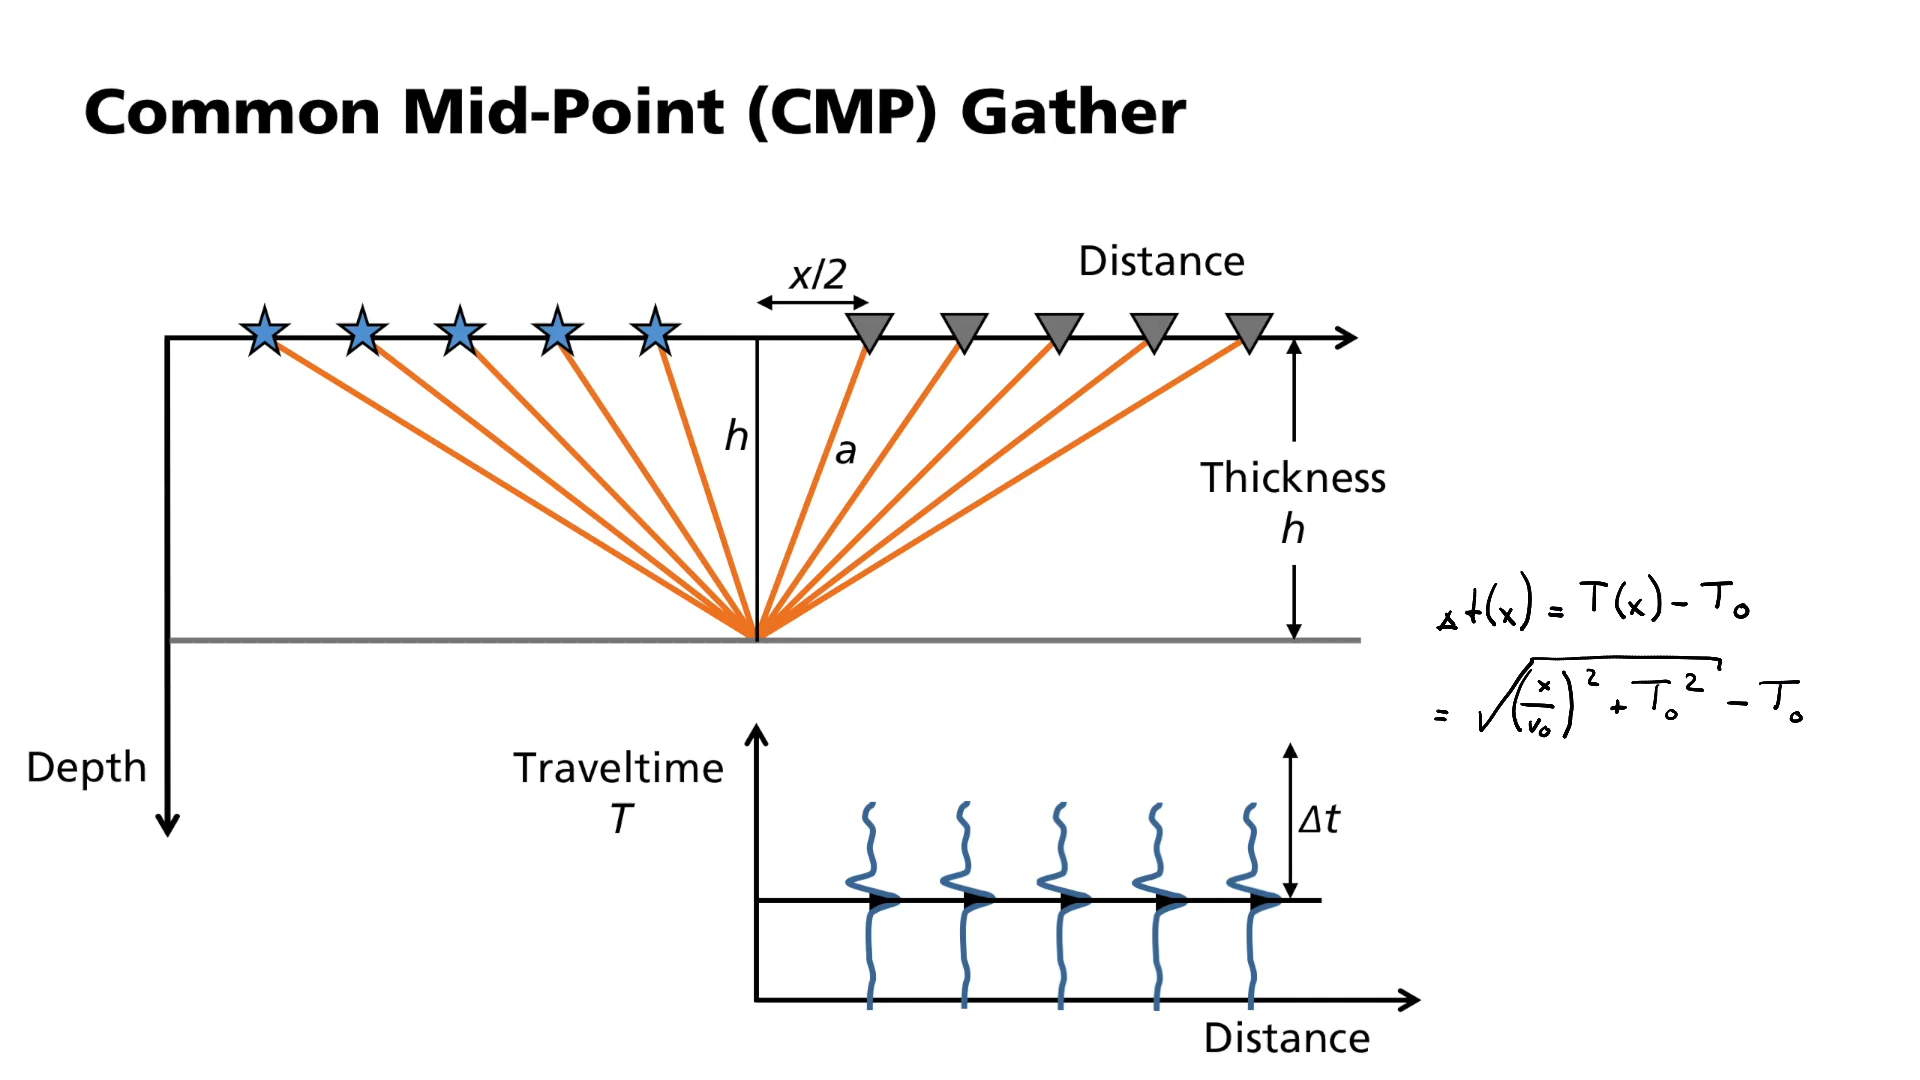 Common Mid-Point (CMP) Gather
Distance
x/2
h
a
Thickness
h
Δt(x) = T(x) - T₀
= √((x/v₀)² + T₀²) - T₀
Depth
Traveltime
T
Δt
Distance